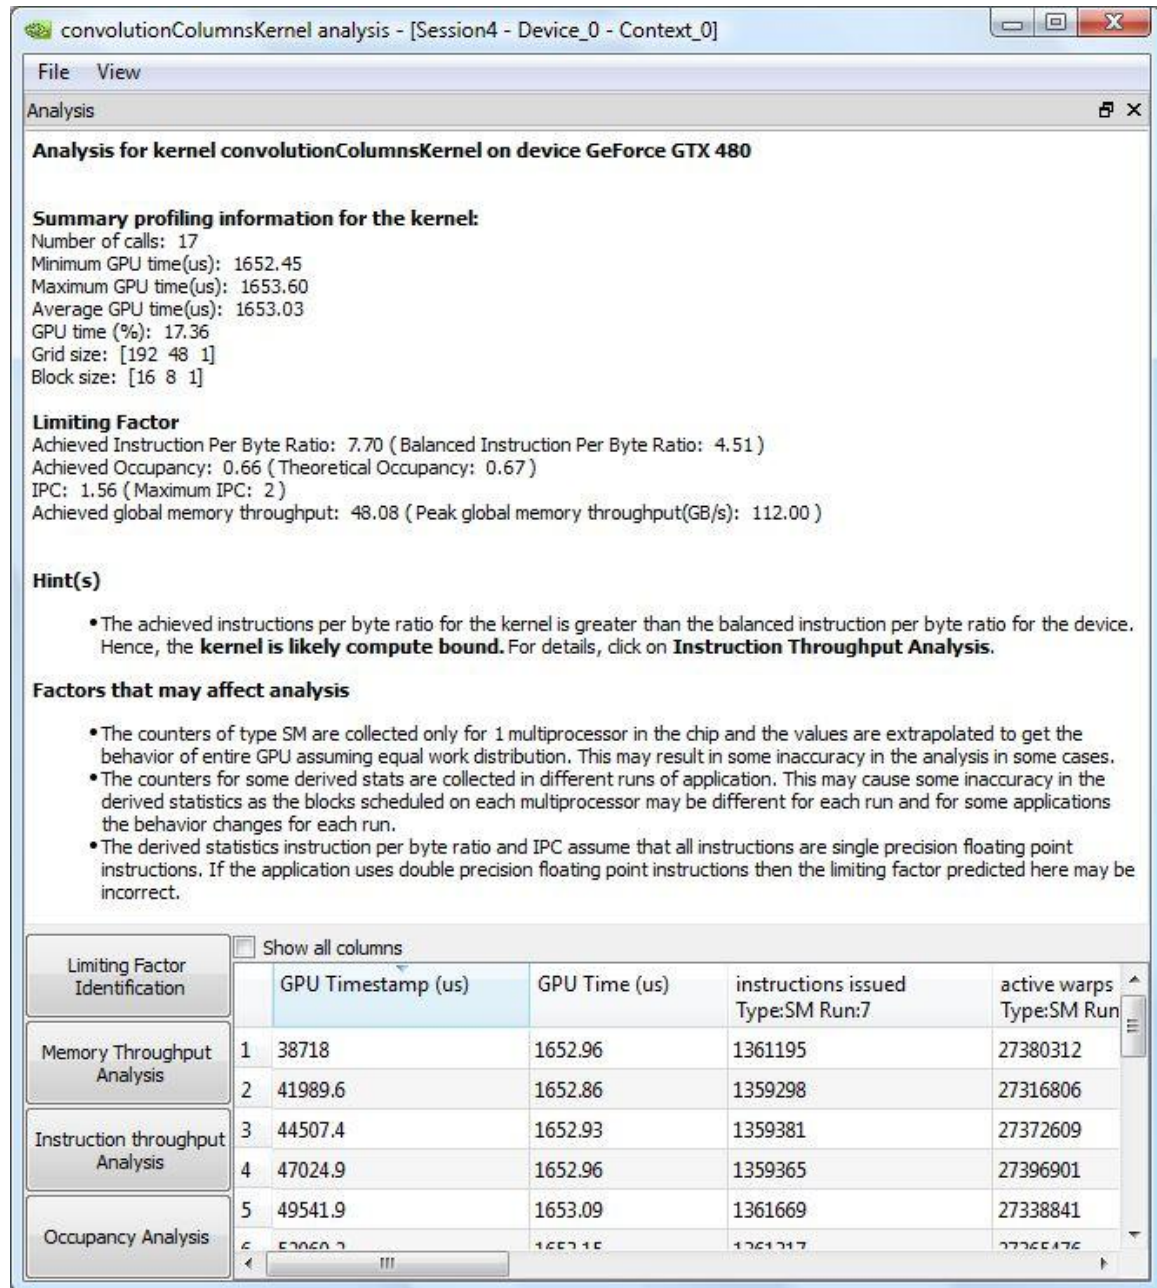 convolutionColumnsKernel analysis - [Session4 - Device_0 - Context_0]
File View
Analysis
Analysis for kernel convolutionColumnsKernel on device GeForce GTX 480
Summary profiling information for the kernel:
Number of calls: 17
Minimum GPU time(us): 1652.45
Maximum GPU time(us): 1653.60
Average GPU time(us): 1653.03
GPU time (%): 17.36
Grid size: [192 48 1]
Block size: [16 8 1]
Limiting Factor
Achieved Instruction Per Byte Ratio: 7.70 ( Balanced Instruction Per Byte Ratio: 4.51 )
Achieved Occupancy: 0.66 ( Theoretical Occupancy: 0.67 )
IPC: 1.56 ( Maximum IPC: 2 )
Achieved global memory throughput: 48.08 ( Peak global memory throughput(GB/s): 112.00 )
Hint(s)
• The achieved instructions per byte ratio for the kernel is greater than the balanced instruction per byte ratio for the device.
Hence, the kernel is likely compute bound. For details, click on Instruction Throughput Analysis.
Factors that may affect analysis
• The counters of type SM are collected only for 1 multiprocessor in the chip and the values are extrapolated to get the
behavior of entire GPU assuming equal work distribution. This may result in some inaccuracy in the analysis in some cases.
• The counters for some derived stats are collected in different runs of application. This may cause some inaccuracy in the
derived statistics as the blocks scheduled on each multiprocessor may be different for each run and for some applications
the behavior changes for each run.
• The derived statistics instruction per byte ratio and IPC assume that all instructions are single precision floating point
instructions. If the application uses double precision floating point instructions then the limiting factor predicted here may be
incorrect.
Limiting Factor
Identification
Memory Throughput
Analysis
Instruction throughput
Analysis
Occupancy Analysis
Show all columns
GPU Timestamp (us) GPU Time (us) instructions issued active warps
Type:SM Run:7 Type:SM Run
1 38718 1652.96 1361195 27380312
2 41989.6 1652.86 1359298 27316806
3 44507.4 1652.93 1359381 27372609
4 47024.9 1652.96 1359365 27396901
5 49541.9 1653.09 1361669 27338841